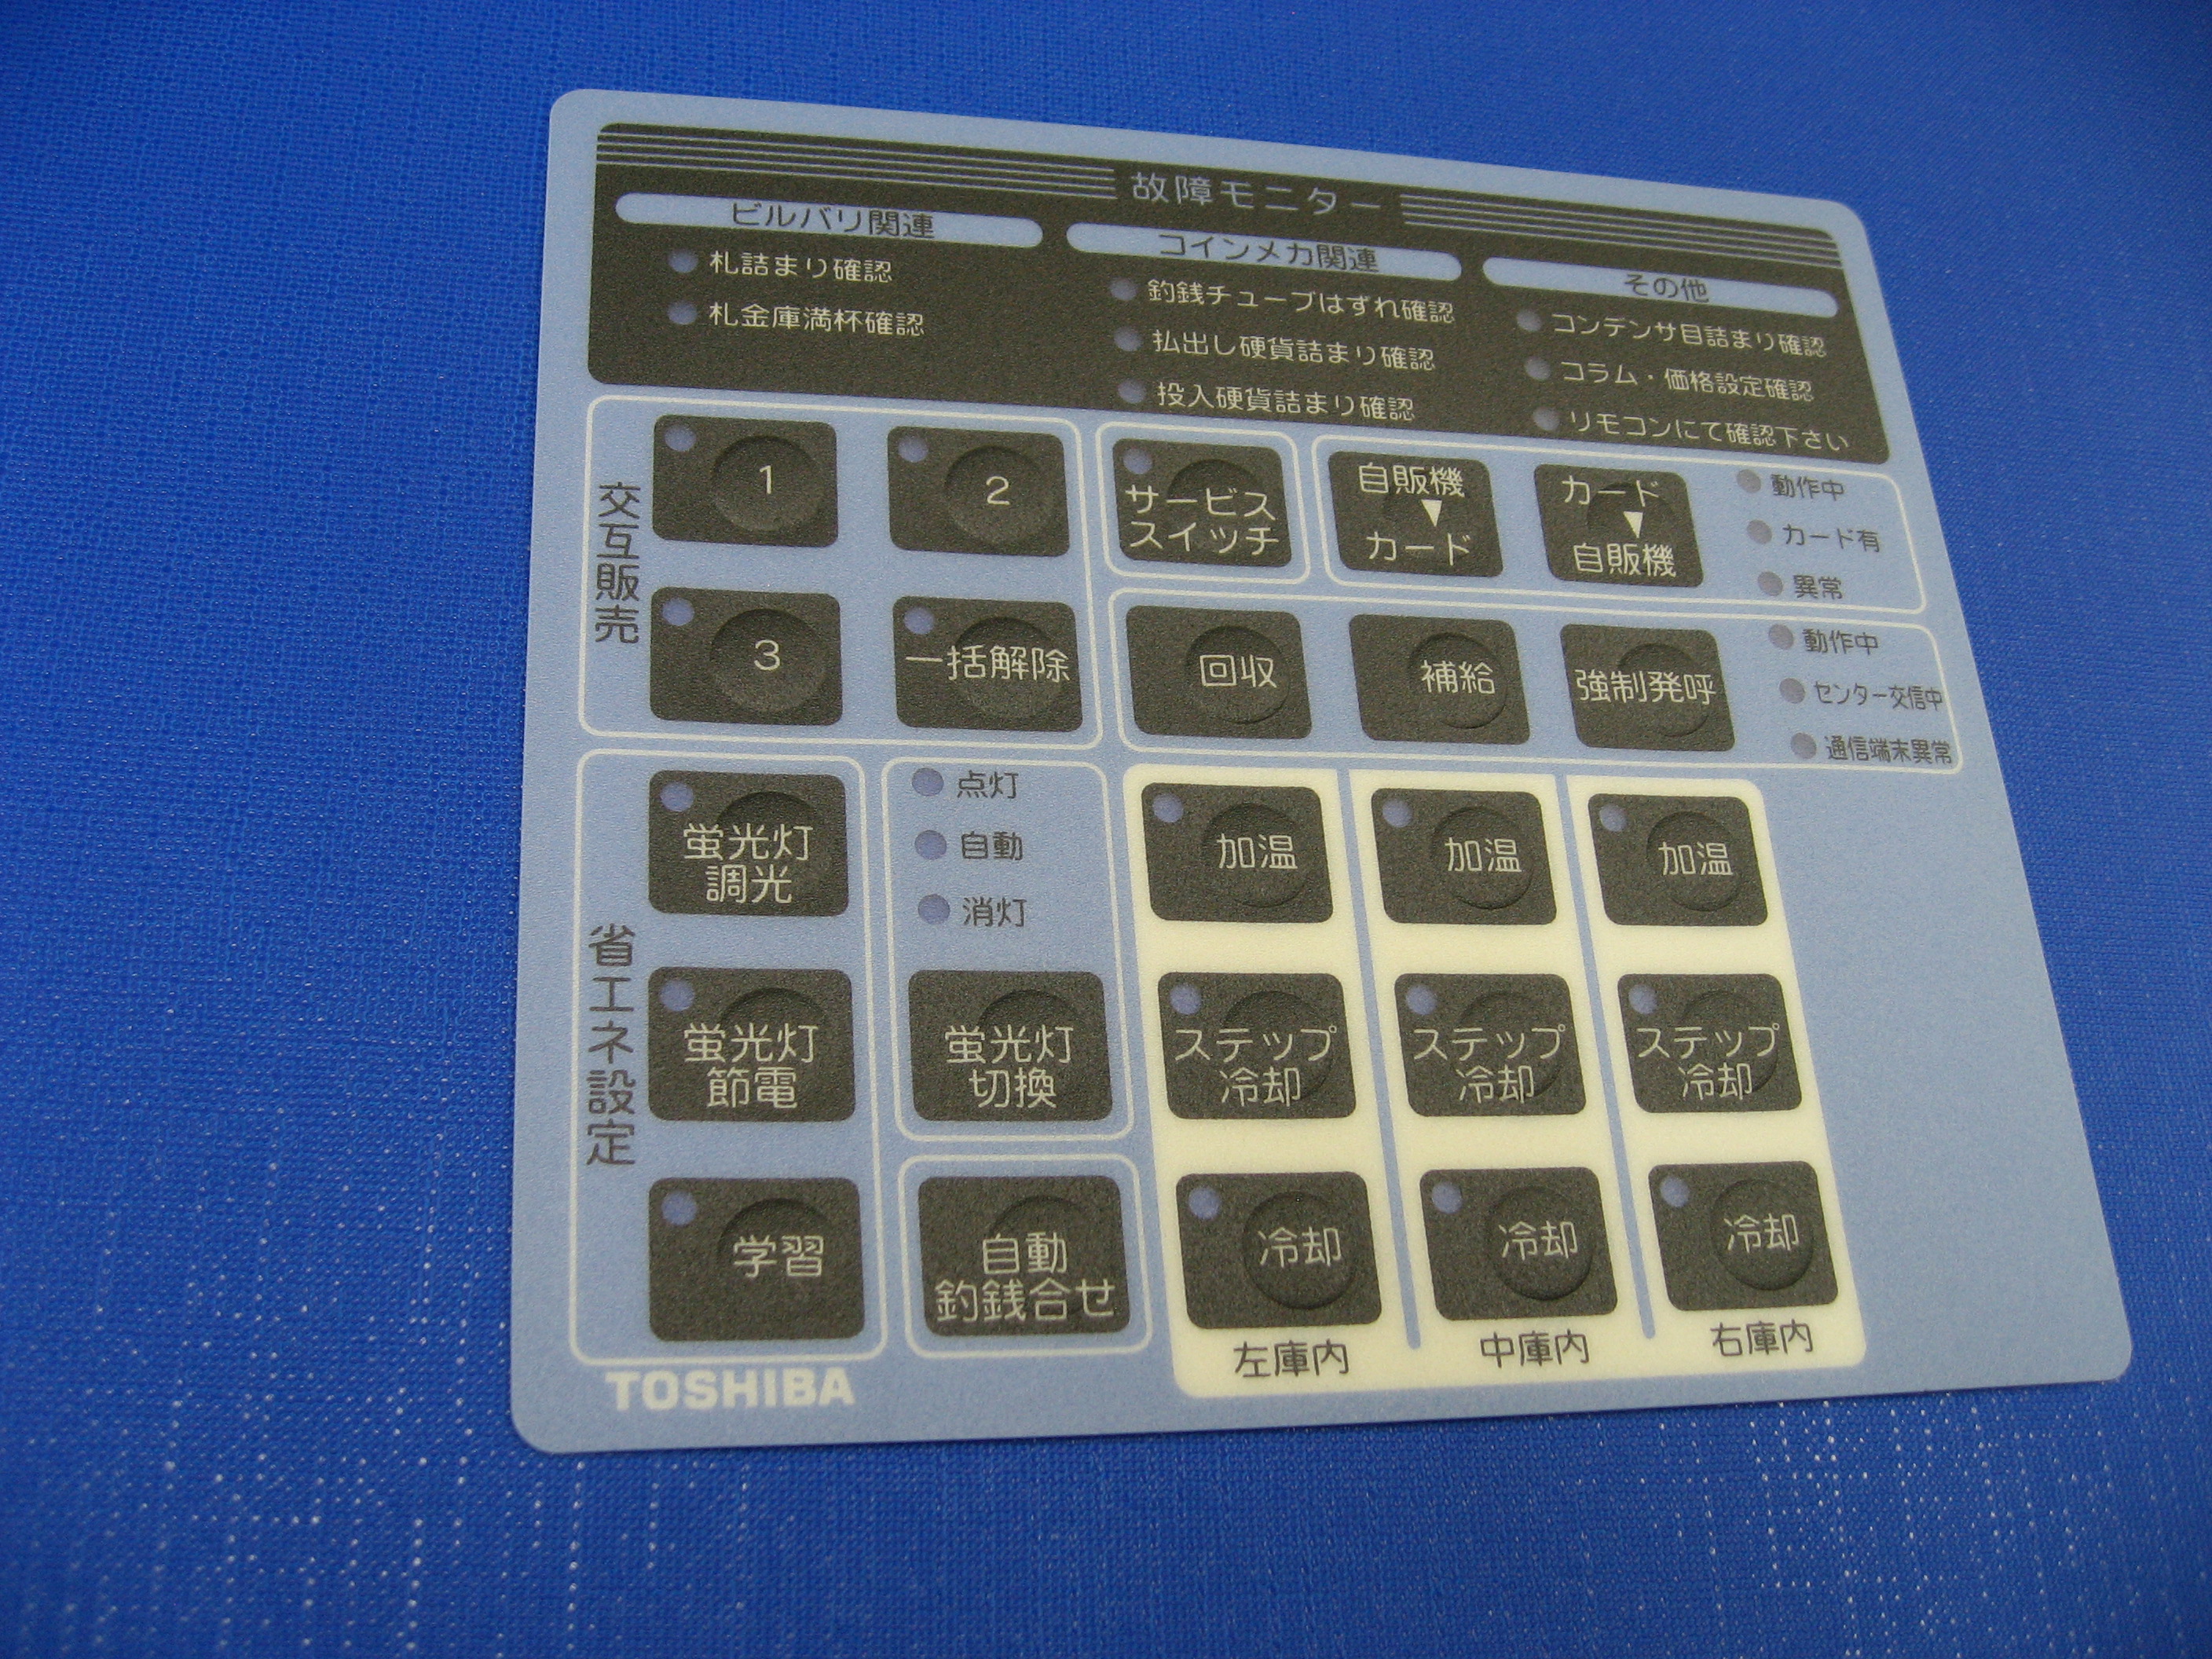 故障モニター
ビルバリ関連
札詰まり確認
札金庫満杯確認
コインメカ関連
釣銭チューブはずれ確認
払出し硬貨詰まり確認
投入硬貨詰まり確認
その他
コンデンサ目詰まり確認
コラム・価格設定確認
リモコンにて確認下さい
交互販売
1
2
3
一括解除
サービス
スイッチ
自販機
▼
カード
カード
▼
自販機
動作中
カード有
異常
回収
補給
強制発呼
動作中
センター交信中
通信端末異常
省エネ設定
蛍光灯
調光
蛍光灯
節電
学習
点灯
自動
消灯
蛍光灯
切換
自動
釣銭合せ
加温
加温
加温
ステップ
冷却
ステップ
冷却
ステップ
冷却
冷却
冷却
冷却
左庫内
中庫内
右庫内
TOSHIBA